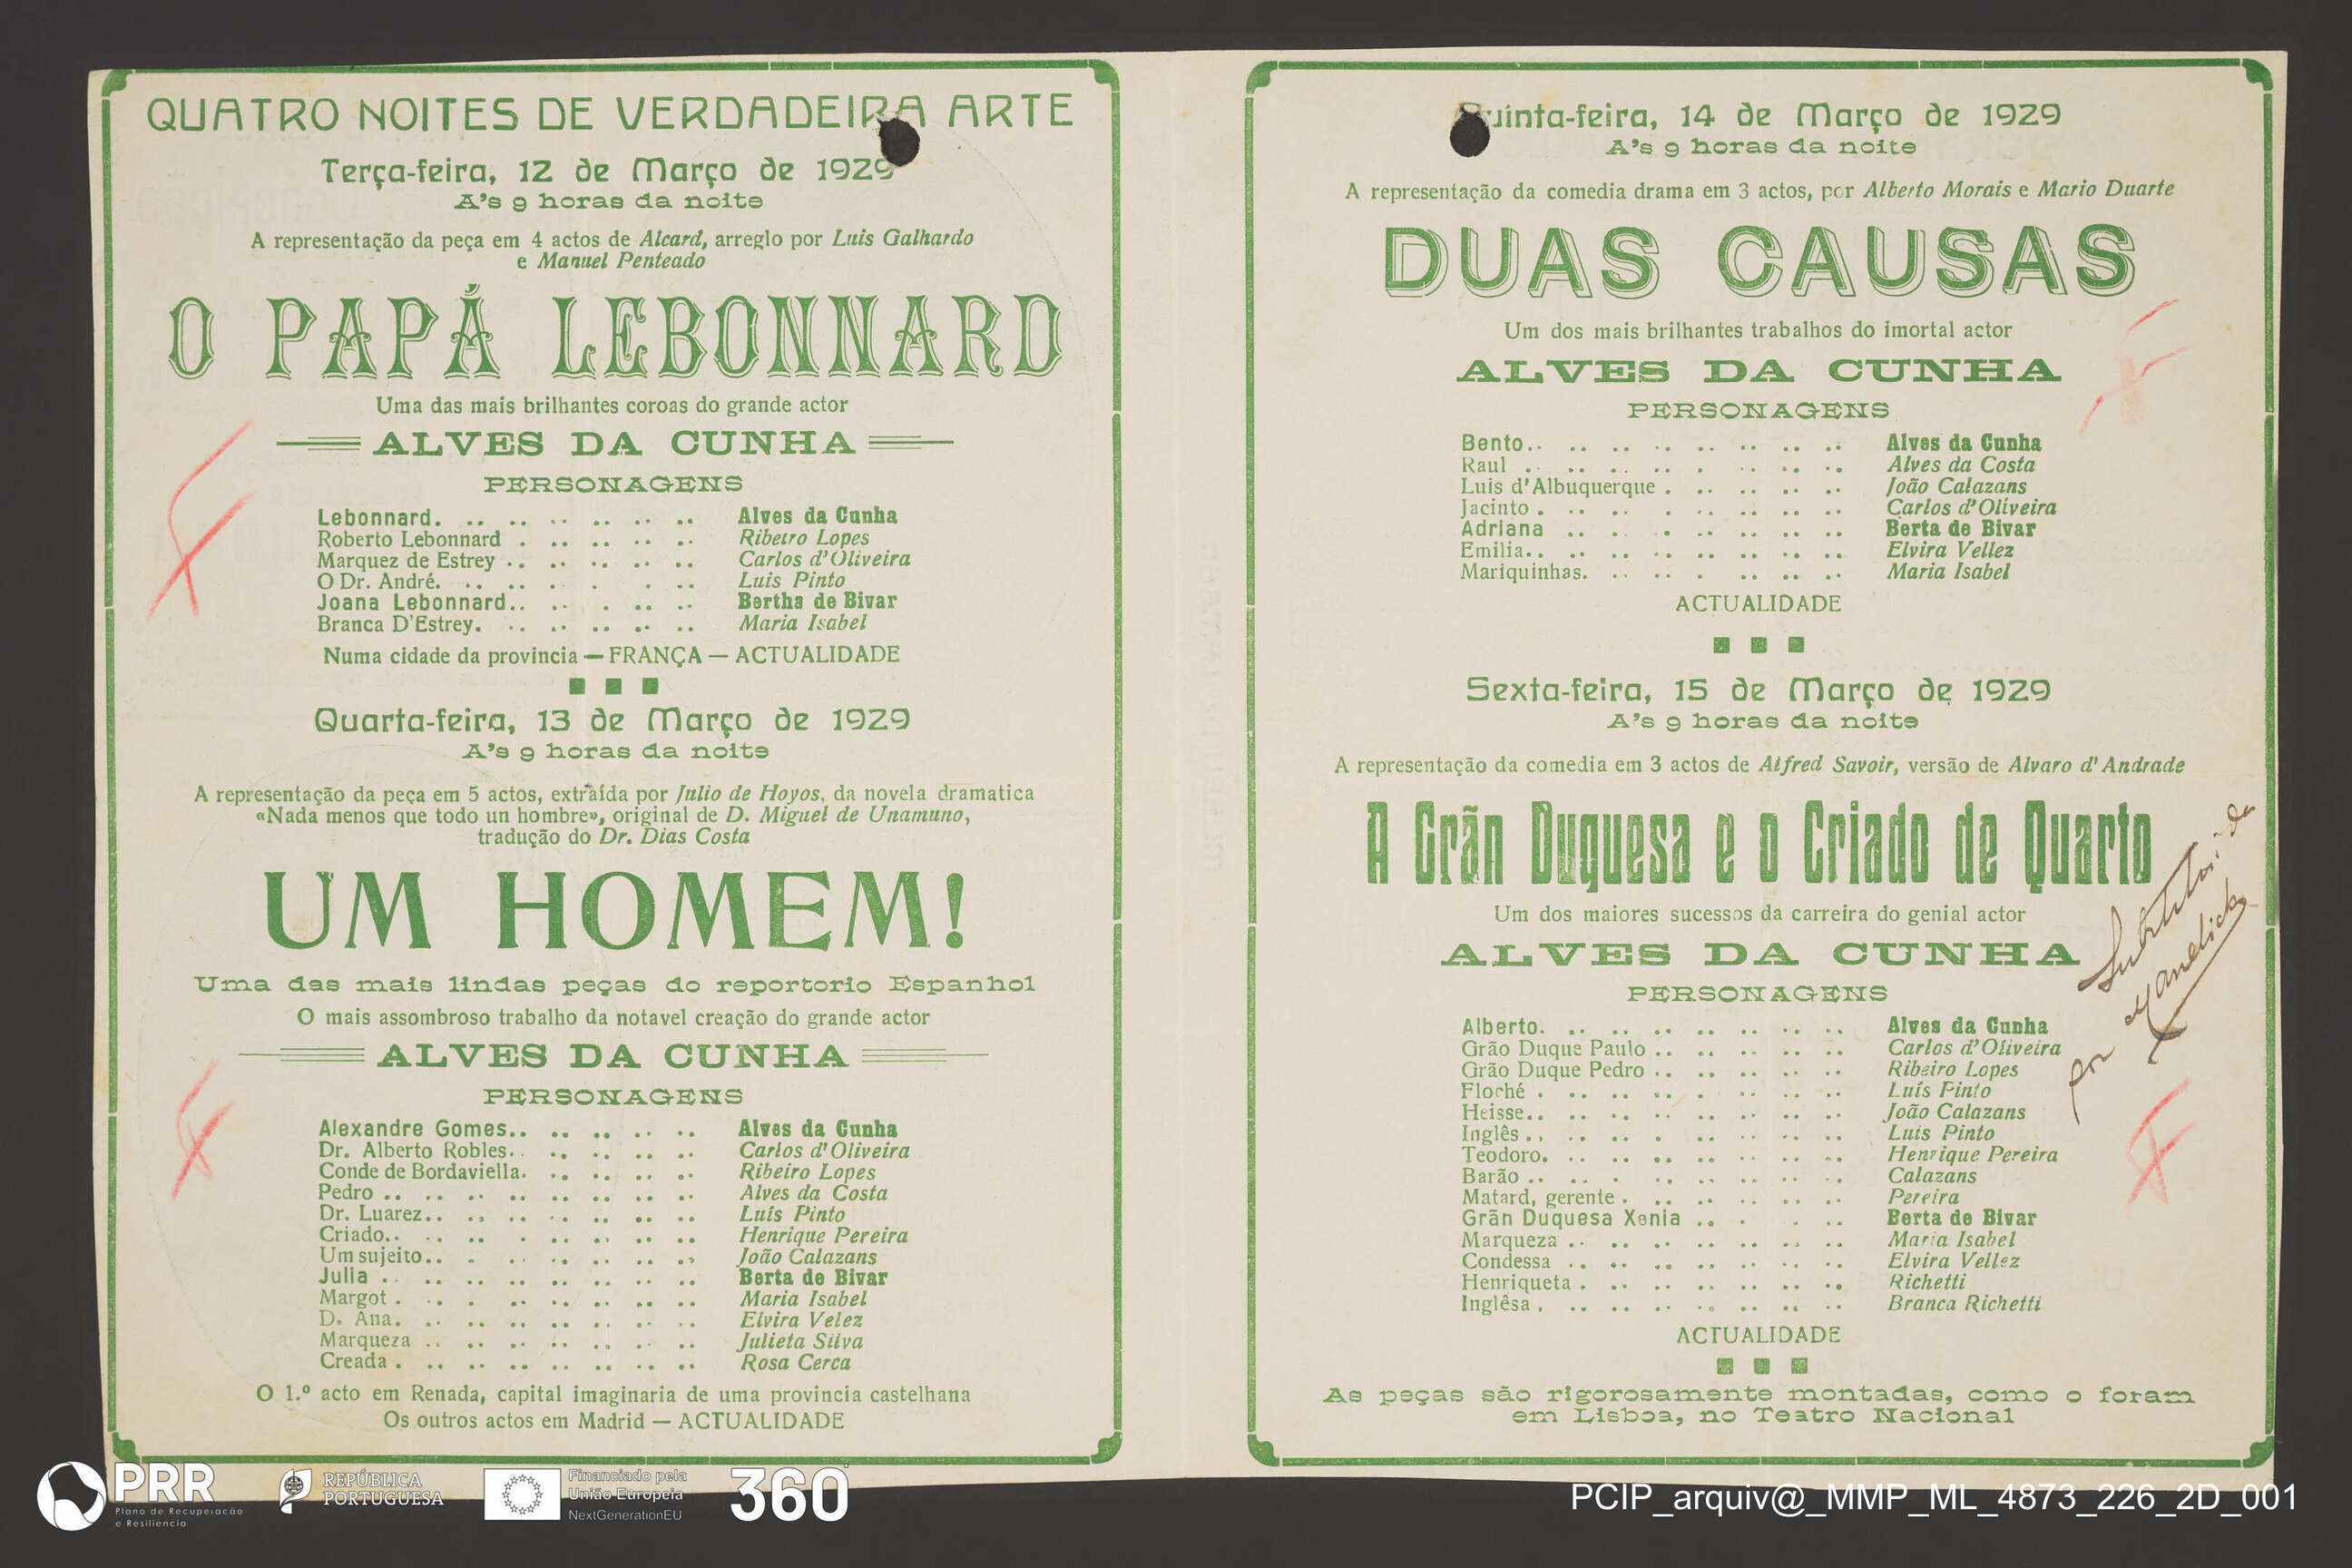 QUATRO NOITES DE VERDADEIRA ARTE
Terça-feira, 12 de Março de 1929
A's 9 horas da noite
A representação da peça em 4 actos de Alcard, arreglo por Luis Galhardo
e Manuel Penteado
O PAPÁ LEBONNARD
Uma das mais brilhantes coroas do grande actor
ALVES DA CUNHA
PERSONAGENS
Lebonnard. Alves da Cunha
Roberto Lebonnard Ribeiro Lopes
Marquez de Estrey Carlos d'Oliveira
O Dr. André. Luis Pinto
Joana Lebonnard Bertha de Bivar
Branca D'Estrey. Maria Isabel
Numa cidade da provincia — FRANÇA — ACTUALIDADE
Quarta-feira, 13 de Março de 1929
A's 9 horas da noite
A representação da peça em 5 actos, extraída por Julio de Hoyos, da novela dramatica
«Nada menos que todo un hombre», original de D. Miguel de Unamuno,
tradução do Dr. Dias Costa
UM HOMEM!
Uma das mais lindas peças do reportorio Espanhol
O mais assombroso trabalho da notavel creação do grande actor
ALVES DA CUNHA
PERSONAGENS
Alexandre Gomes Alves da Cunha
Dr. Alberto Robles Carlos d'Oliveira
Conde de Bordaviella Ribeiro Lopes
Pedro Alves da Costa
Dr. Luarez Luís Pinto
Criado Henrique Pereira
Um sujeito João Calazans
Julia Berta de Bivar
Margot Maria Isabel
D. Ana Elvira Velez
Marqueza Julieta Silva
Creada Rosa Cerca
O 1.º acto em Renada, capital imaginaria de uma provincia castelhana
Os outros actos em Madrid — ACTUALIDADE
Quinta-feira, 14 de Março de 1929
A's 9 horas da noite
A representação da comedia drama em 3 actos, por Alberto Morais e Mario Duarte
DUAS CAUSAS
Um dos mais brilhantes trabalhos do imortal actor
ALVES DA CUNHA
PERSONAGENS
Bento Alves da Cunha
Raul Alves da Costa
Luis d'Albuquerque João Calazans
Jacinto Carlos d'Oliveira
Adriana Berta de Bivar
Emilia Elvira Vellez
Mariquinhas. Maria Isabel
ACTUALIDADE
Sexta-feira, 15 de Março de 1929
A's 9 horas da noite
A representação da comedia em 3 actos de Alfred Savoir, versão de Alvaro d'Andrade
A Grãn Duquesa e o Criado de Quarto
Um dos maiores sucessos da carreira do genial actor
ALVES DA CUNHA
PERSONAGENS
Alberto. Alves da Cunha
Grão Duque Paulo Carlos d'Oliveira
Grão Duque Pedro Ribeiro Lopes
Floché Luís Pinto
Heisse João Calazans
Inglês Luis Pinto
Teodoro. Henrique Pereira
Barão Calazans
Matard, gerente Pereira
Grãn Duquesa Xenia Berta de Bivar
Marqueza Maria Isabel
Condessa Elvira Vellez
Henriqueta Richetti
Inglêsa Branca Richetti
ACTUALIDADE
As peças são rigorosamente montadas, como o foram
em Lisboa, no Teatro Nacional
por
PRR
Plano de Recuperação
e Resiliência
REPÚBLICA
PORTUGUESA
Financiado pela
União Europeia
NextGenerationEU
360
PCIP_arquiv@_MMP_ML_4873_226_2D_001